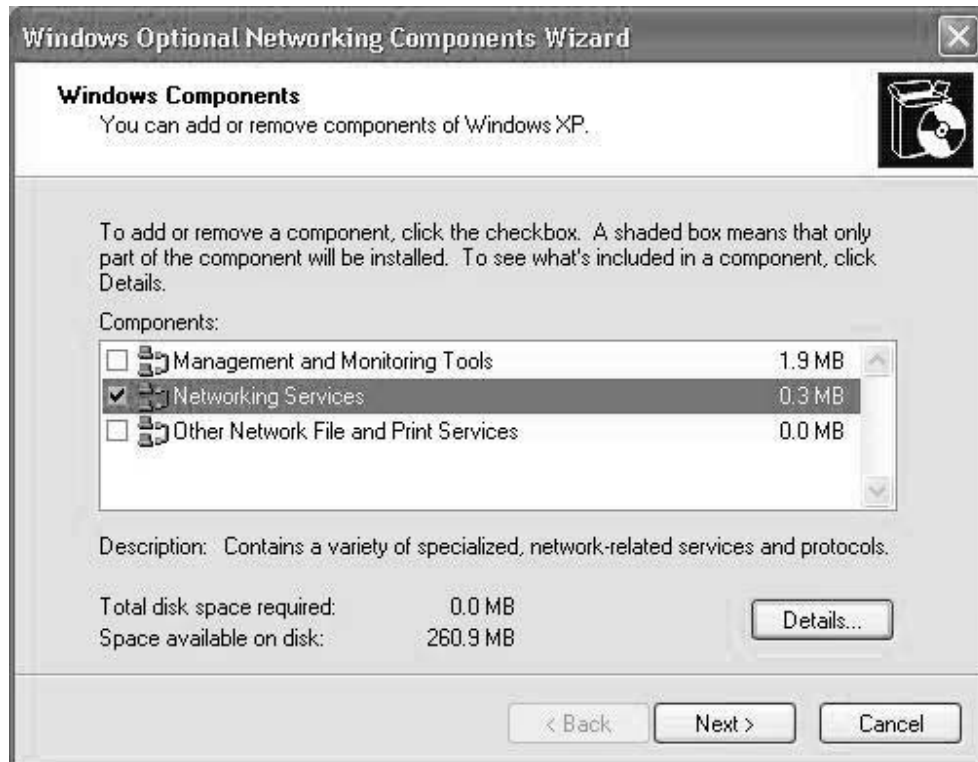 Windows Optional Networking Components Wizard
Windows Components
You can add or remove components of Windows XP.
To add or remove a component, click the checkbox. A shaded box means that only
part of the component will be installed. To see what's included in a component, click
Details.
Components:
Management and Monitoring Tools 1.9 MB
Networking Services 0.3 MB
Other Network File and Print Services 0.0 MB
Description: Contains a variety of specialized, network-related services and protocols.
Total disk space required: 0.0 MB
Space available on disk: 260.9 MB
Details...
< Back Next > Cancel